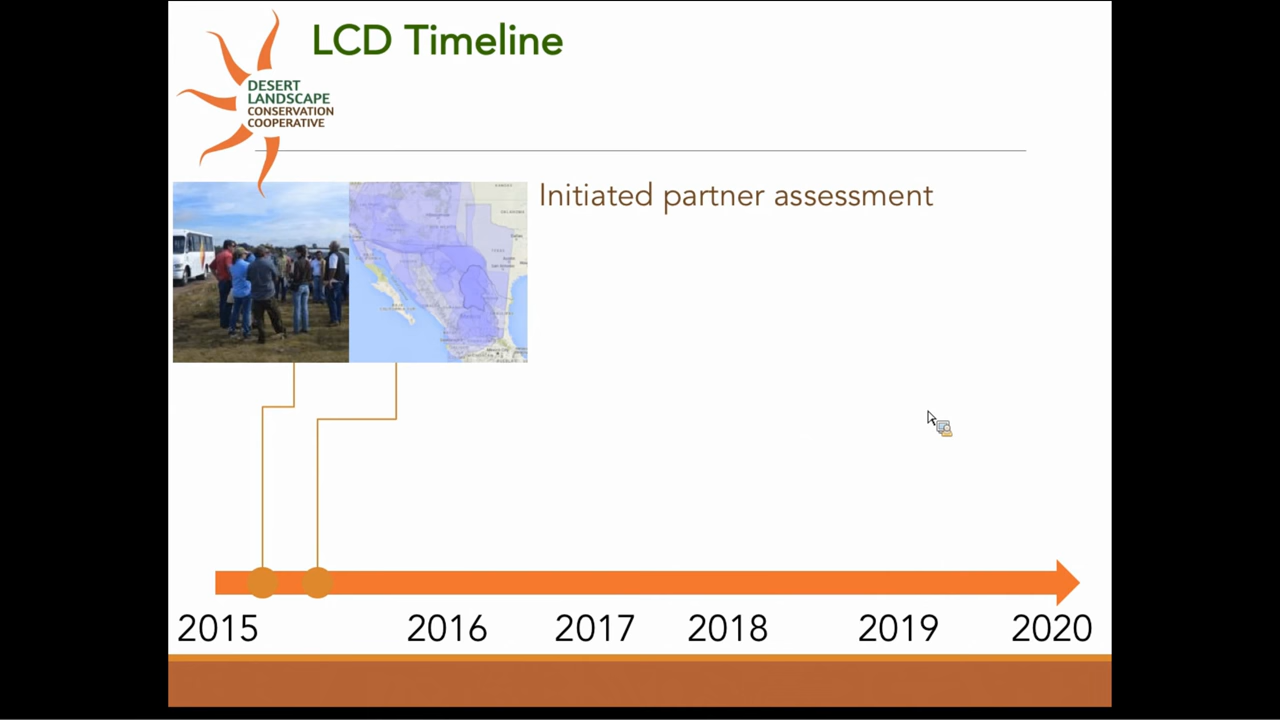 LCD Timeline
DESERT
LANDSCAPE
CONSERVATION
COOPERATIVE
Initiated partner assessment
2015 2016 2017 2018 2019 2020